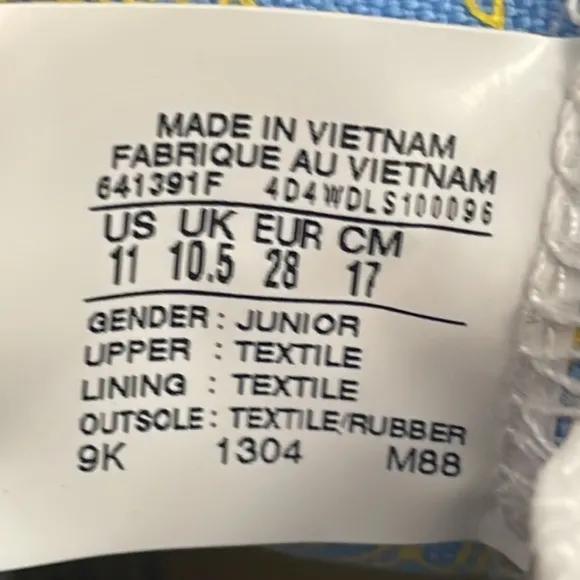 MADE IN VIETNAM
FABRIQUE AU VIETNAM
641391F 4D4WDLS100096
US UK EUR CM
11 10.5 28 17
GENDER : JUNIOR
UPPER : TEXTILE
LINING : TEXTILE
OUTSOLE : TEXTILE/RUBBER
9K 1304 M88